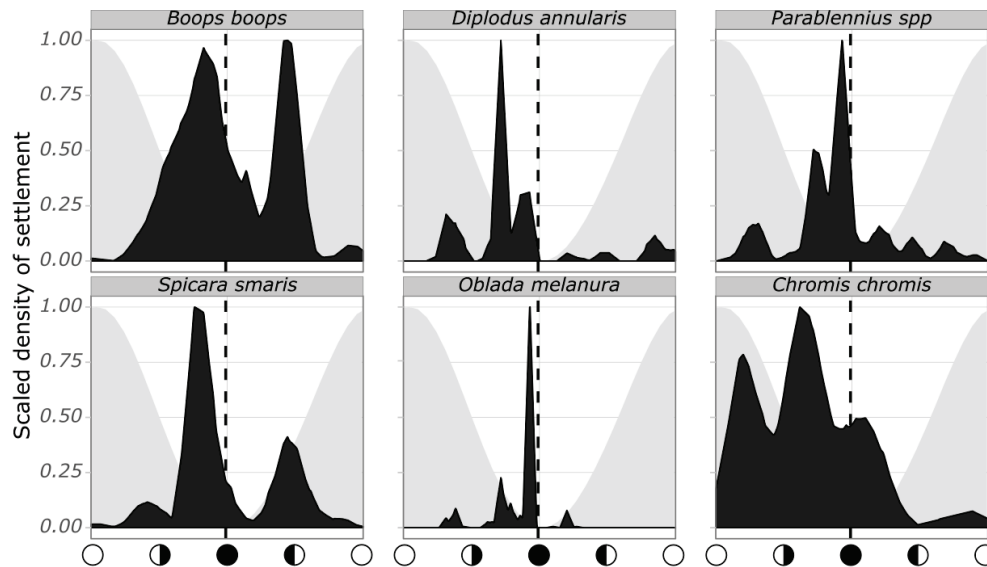 Boops boops
Diplodus annularis
Parablennius spp
Scaled density of settlement
1.00
0.75
0.50
0.25
0.00
Spicara smaris
Oblada melanura
Chromis chromis
1.00
0.75
0.50
0.25
0.00